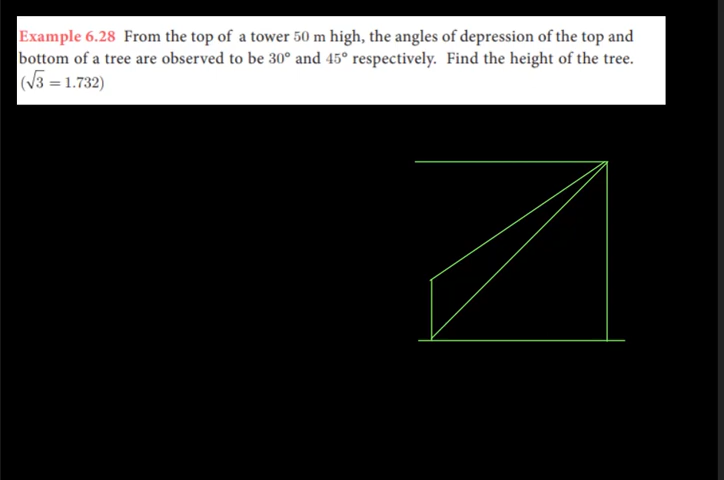 Example 6.28 From the top of a tower 50 m high, the angles of depression of the top and
bottom of a tree are observed to be 30° and 45° respectively. Find the height of the tree.
(√3 = 1.732)